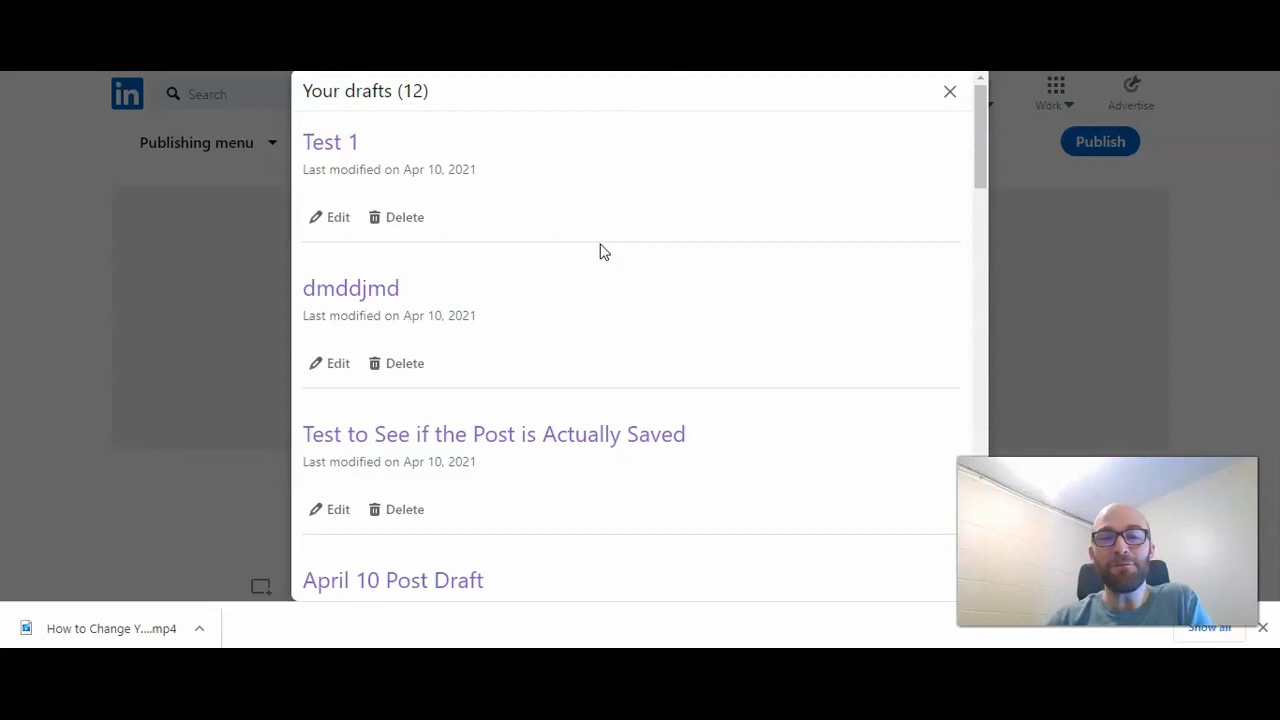 Your drafts (12)
in
Search
Work
Advertise
Publishing menu
Publish
Test 1
Last modified on Apr 10, 2021
Edit
Delete
dmddjmd
Last modified on Apr 10, 2021
Edit
Delete
Test to See if the Post is Actually Saved
Last modified on Apr 10, 2021
Edit
Delete
April 10 Post Draft
How to Change Y....mp4
Show all